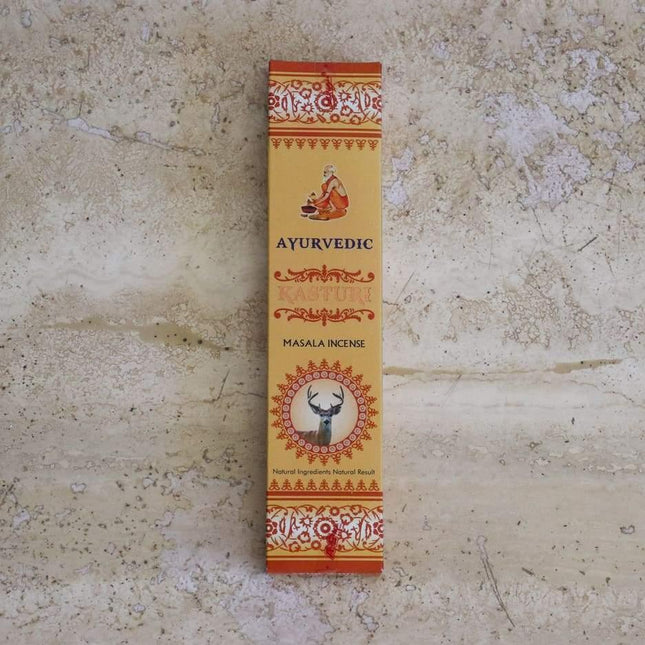 AYURVEDIC
KASTURI
MASALA INCENSE
Natural Ingredients Natural Result